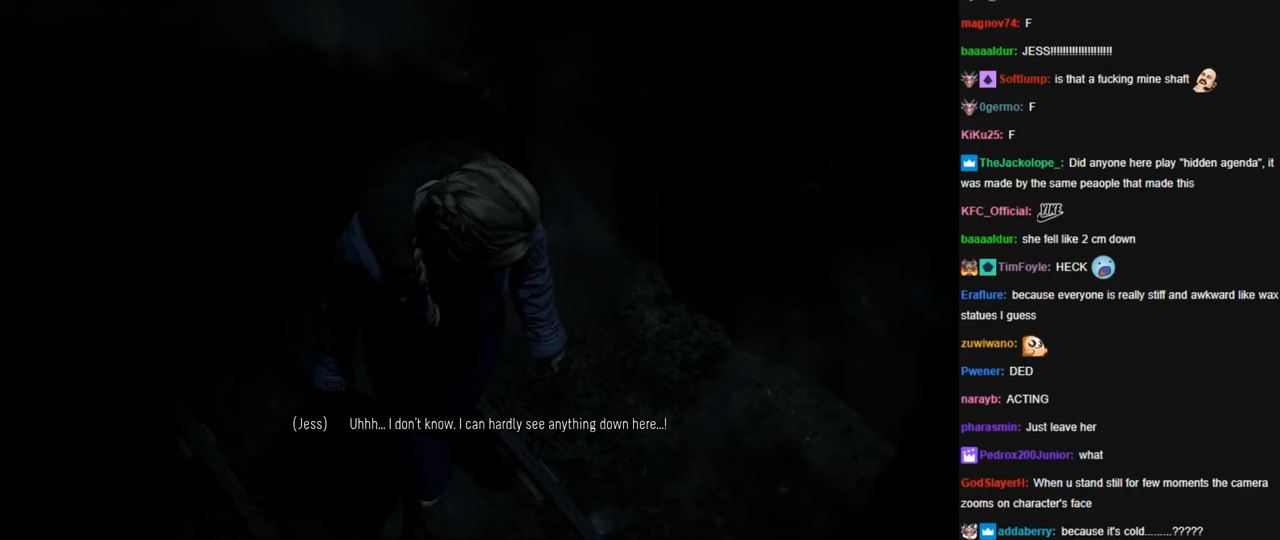 (Jess) Uhhh... I don't know. I can hardly see anything down here...!
magnov74: F
baaaaldur: JESS!!!!!!!!!!!!!!!!!!!!!
Softlump: is that a fucking mine shaft
0germo: F
KiKu25: F
TheJackolope_: Did anyone here play "hidden agenda", it
was made by the same peaople that made this
KFC_Official: YIKE
baaaaldur: she fell like 2 cm down
TimFoyle: HECK
Eraflure: because everyone is really stiff and awkward like wax
statues I guess
zuwiwano:
Pwener: DED
narayb: ACTING
pharasmin: Just leave her
Pedrox200Junior: what
GodSlayerH: When u stand still for few moments the camera
zooms on character's face
addaberry: because it's cold.........?????